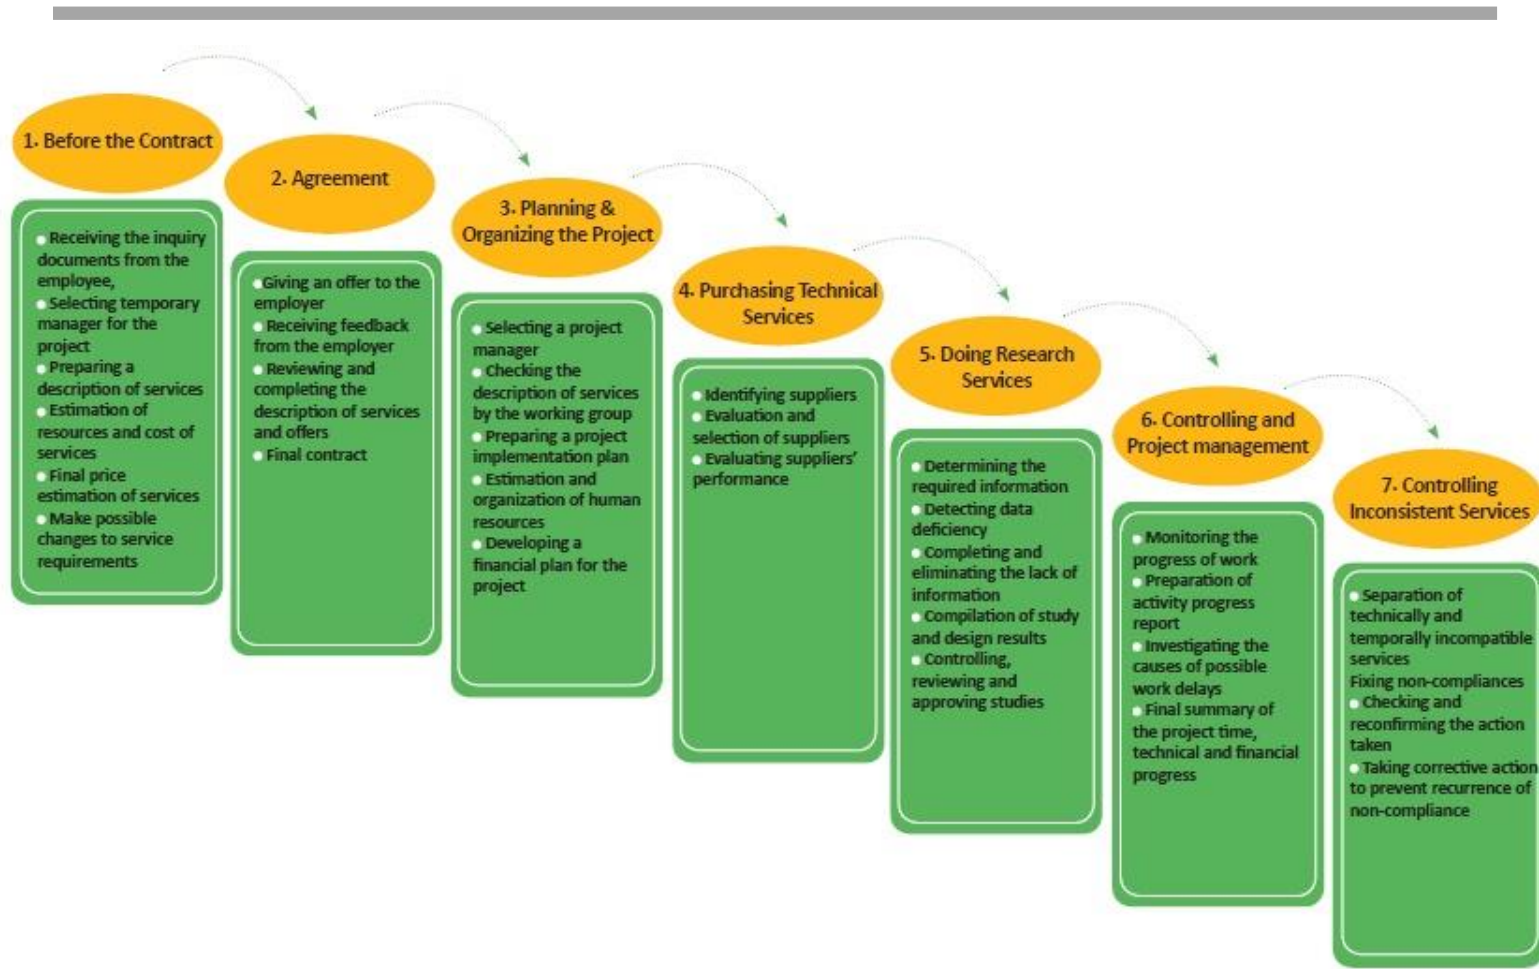 1. Before the Contract
● Receiving the inquiry
documents from the
employee,
● Selecting temporary
manager for the
project
● Preparing a
description of services
● Estimation of
resources and cost of
services
● Final price
estimation of services
● Make possible
changes to service
requirements
2. Agreement
●Giving an offer to the
employer
● Receiving feedback
from the employer
● Reviewing and
completing the
description of services
and offers
● Final contract
3. Planning &
Organizing the Project
● Selecting a project
manager
● Checking the
description of services
by the working group
● Preparing a project
implementation plan
● Estimation and
organization of human
resources
● Developing a
financial plan for the
project
4. Purchasing Technical
Services
● Identifying suppliers
● Evaluation and
selection of suppliers
● Evaluating suppliers'
performance
5. Doing Research
Services
● Determining the
required information
● Detecting data
deficiency
● Completing and
eliminating the lack of
information
● Compilation of study
and design results
● Controlling,
reviewing and
approving studies
6. Controlling and
Project management
● Monitoring the
progress of work
● Preparation of
activity progress
report
● Investigating the
causes of possible
work delays
● Final summary of
the project time,
technical and financial
progress
7. Controlling
Inconsistent Services
● Separation of
technically and
temporally incompatible
services
Fixing non-compliances
● Checking and
reconfirming the action
taken
● Taking corrective action
to prevent recurrence of
non-compliance